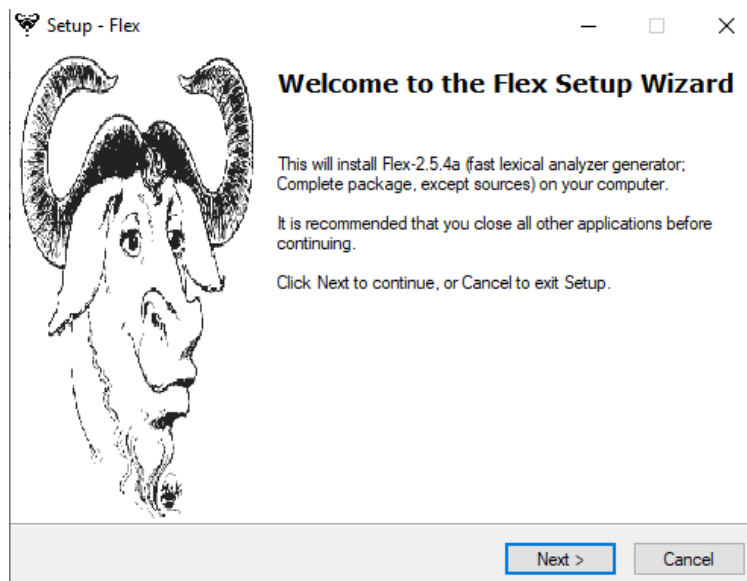 Setup - Flex
Welcome to the Flex Setup Wizard
This will install Flex-2.5.4a (fast lexical analyzer generator;
Complete package, except sources) on your computer.
It is recommended that you close all other applications before
continuing.
Click Next to continue, or Cancel to exit Setup.
Next >
Cancel